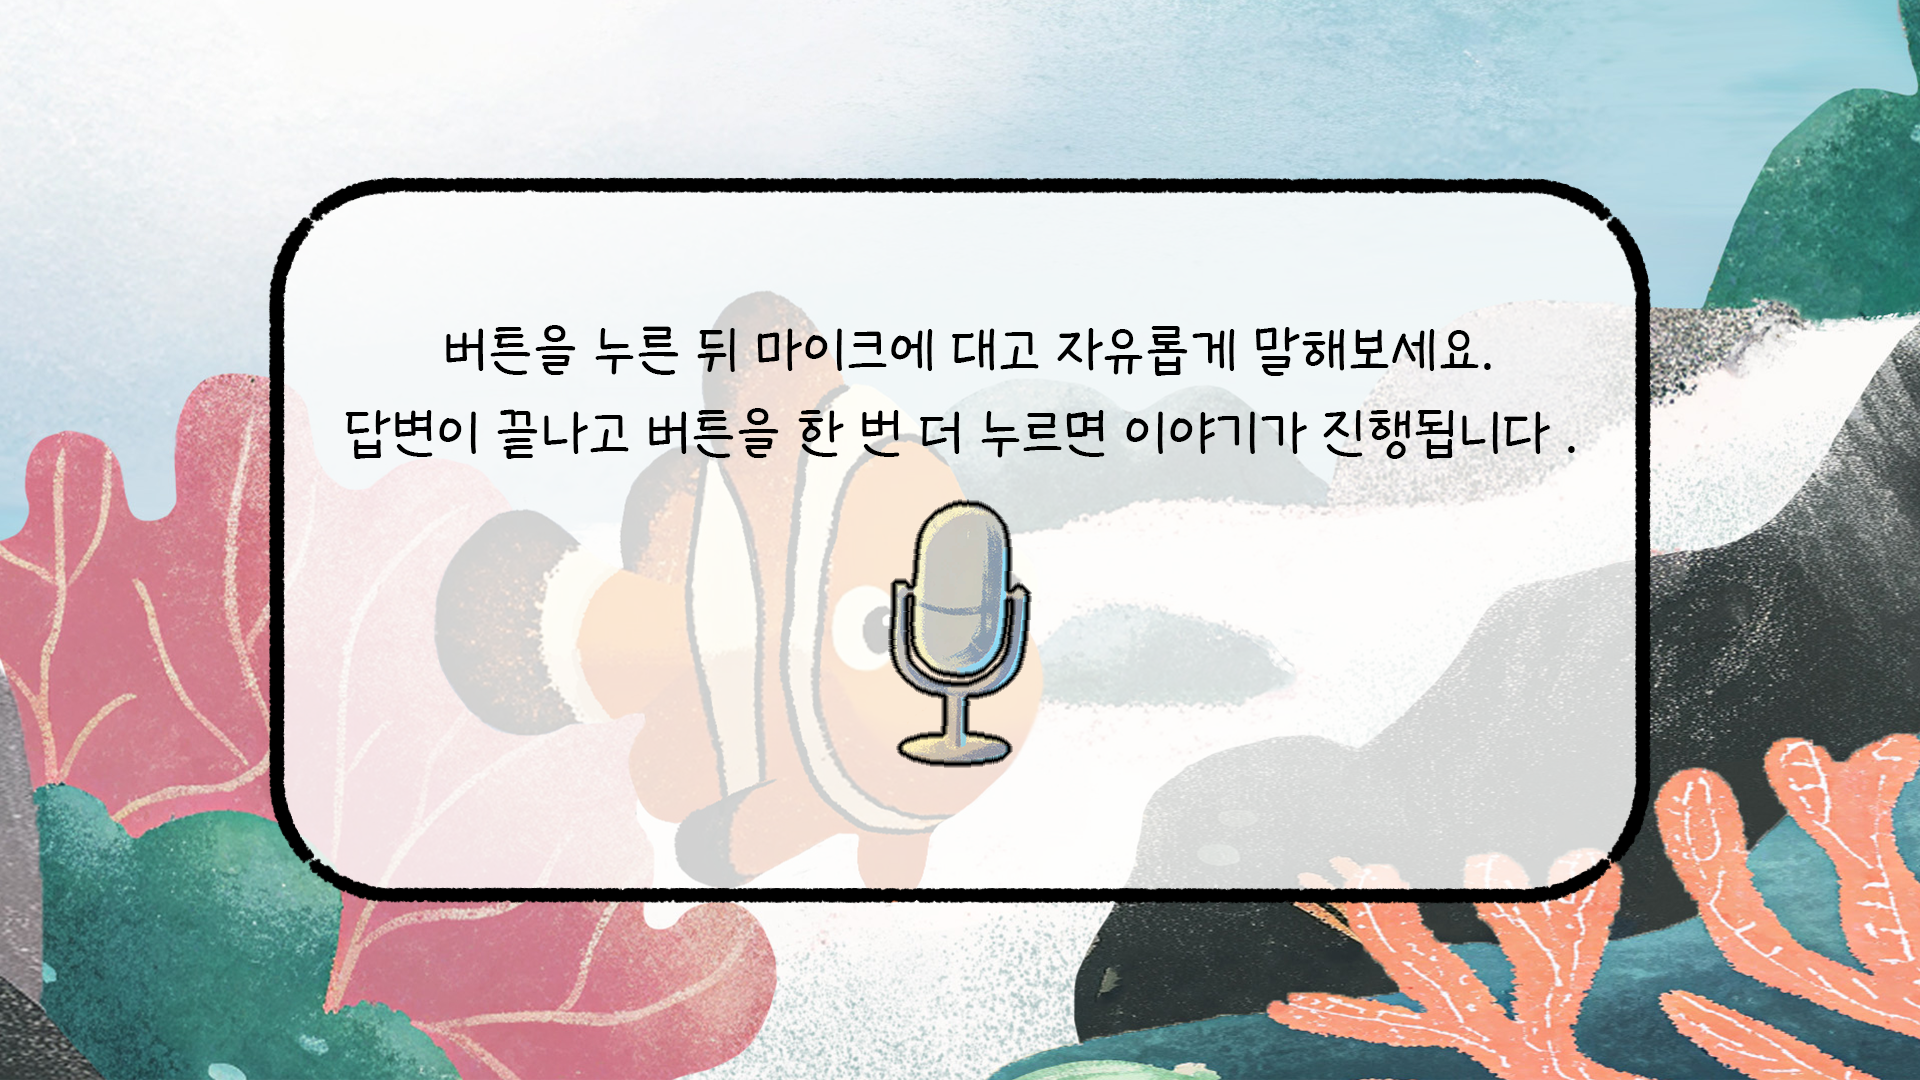 버튼을 누른 뒤 마이크에 대고 자유롭게 말해보세요.
답변이 끝나고 버튼을 한 번 더 누르면 이야기가 진행됩니다 .